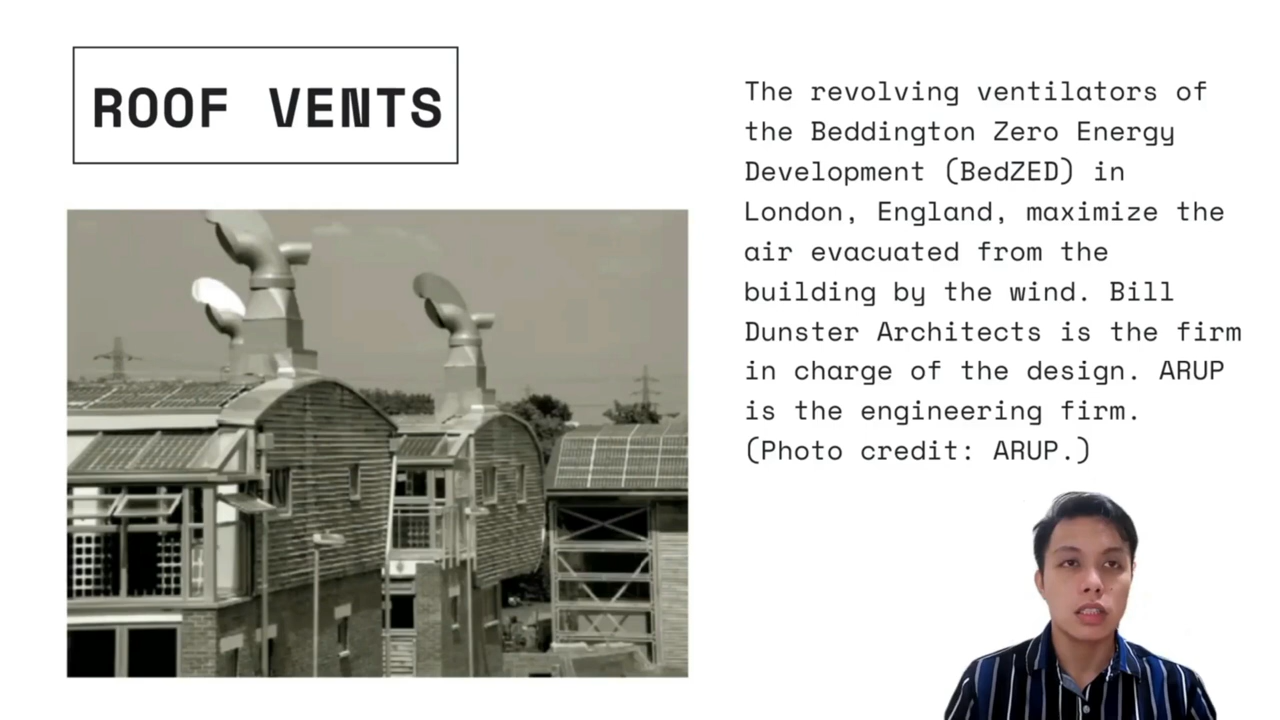 ROOF VENTS
The revolving ventilators of
the Beddington Zero Energy
Development (BedZED) in
London, England, maximize the
air evacuated from the
building by the wind. Bill
Dunster Architects is the firm
in charge of the design. ARUP
is the engineering firm.
(Photo credit: ARUP.)